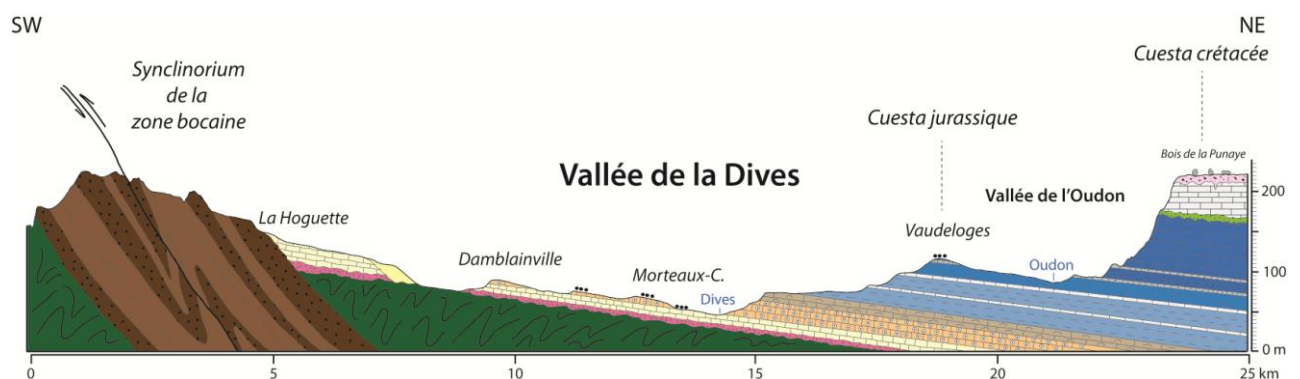 SW
NE
Synclinorium
de la
zone bocaine
Cuesta crétacée
Cuesta jurassique
Bois de la Punaye
Vallée de la Dives
Vallée de l'Oudon
200
La Hoguette
Vaudeloges
Damblainville
Morteaux-C.
Oudon
100
Dives
0 m
0
5
10
15
20
25 km